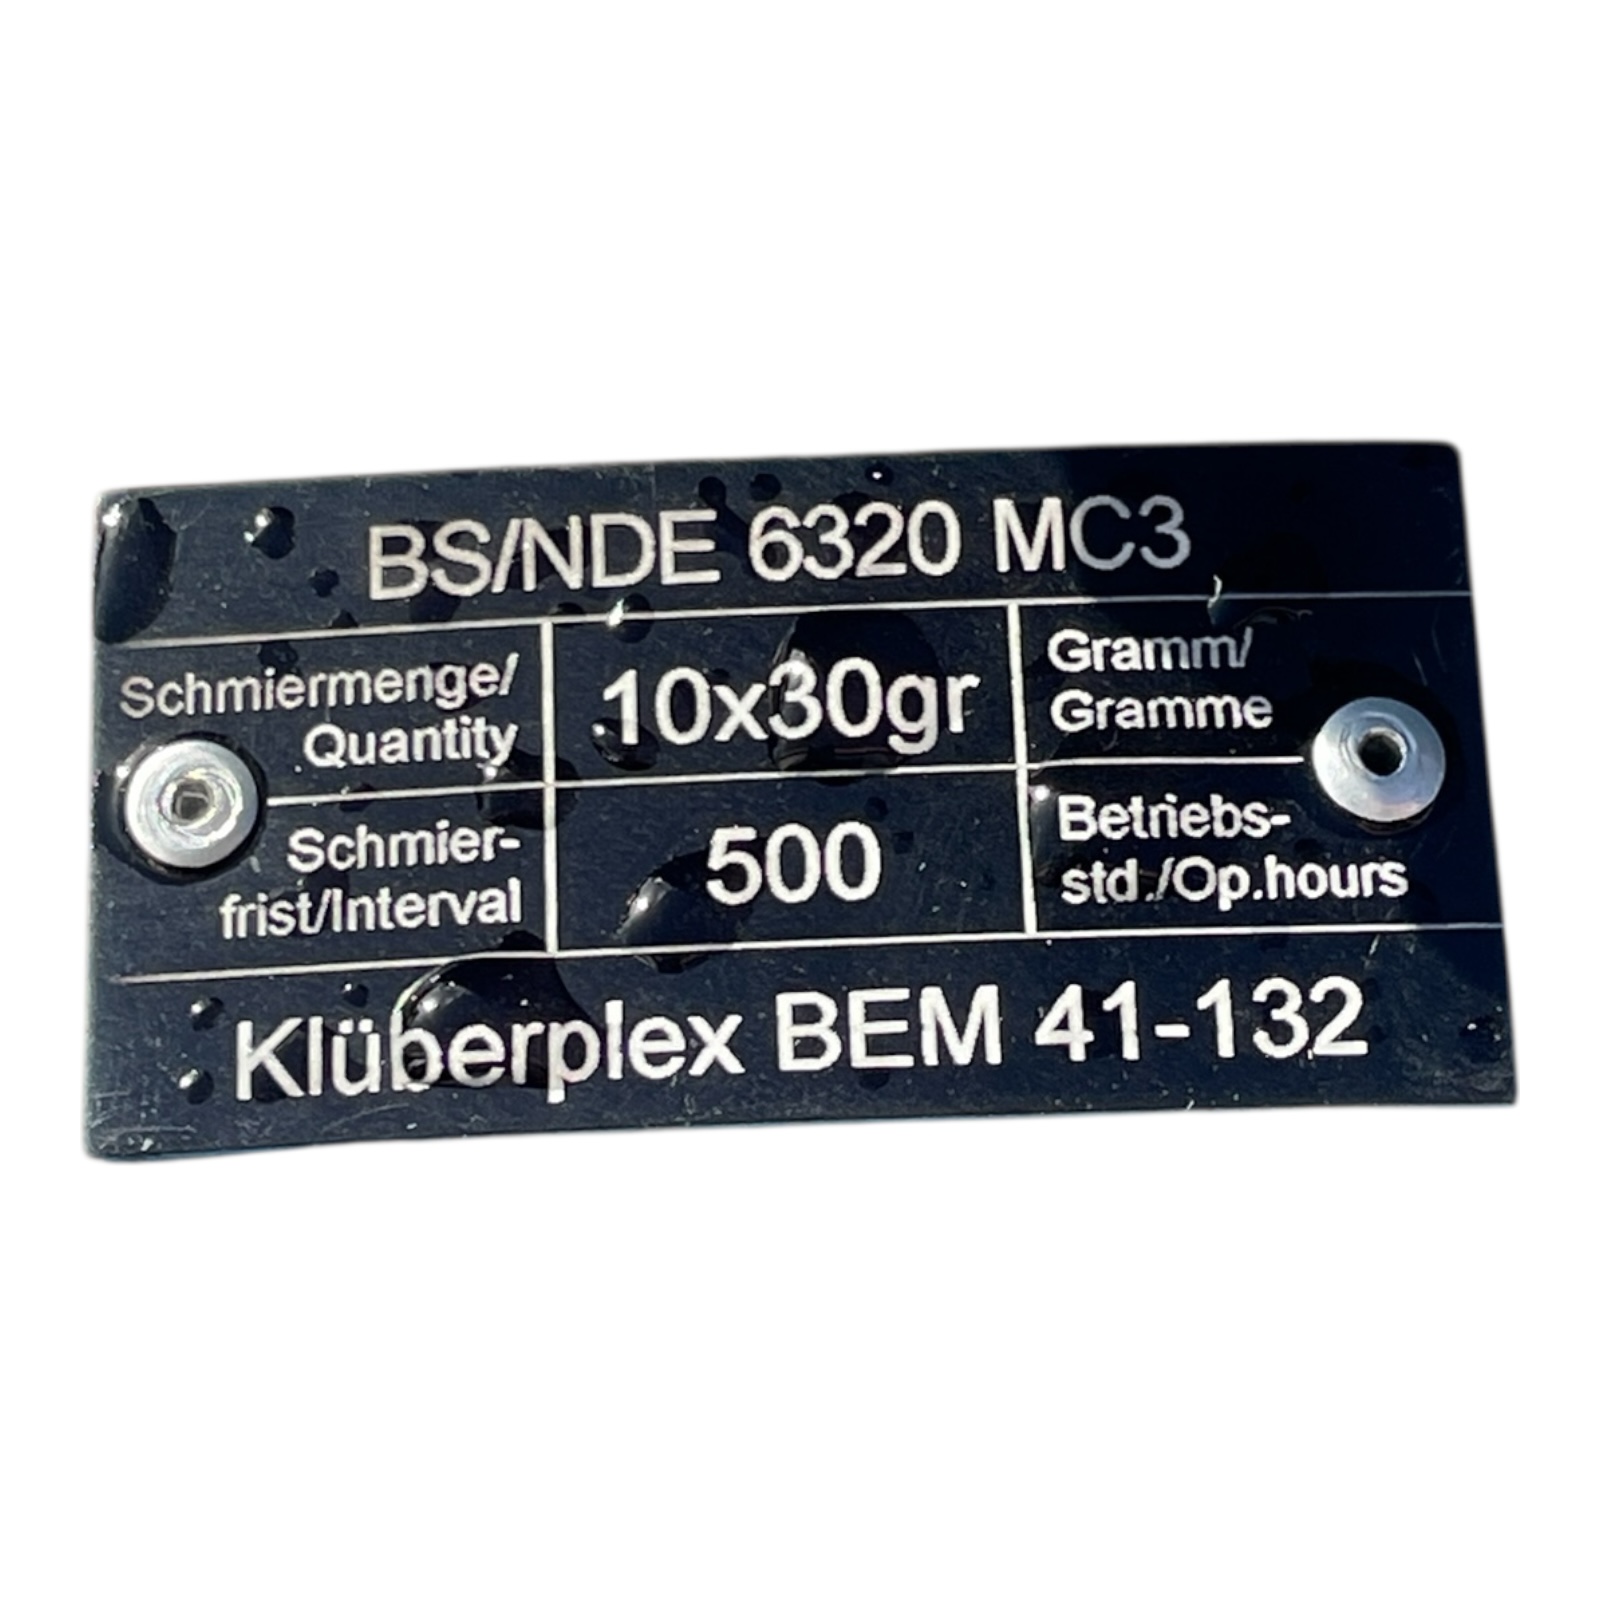 BS/NDE 6320 MC3
Schmiermenge/
Quantity
10x30gr
Gramm/
Gramme
Schmier-
frist/Interval
500
Betriebs-
std./Op.hours
Klüberplex BEM 41-132